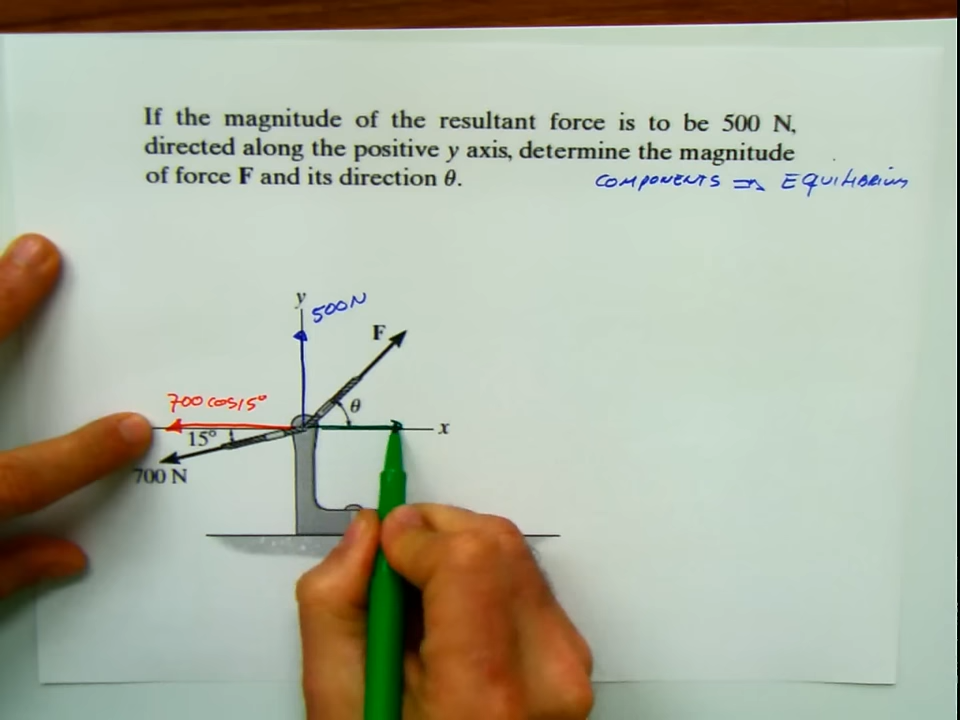 If the magnitude of the resultant force is to be 500 N,
directed along the positive y axis, determine the magnitude
of force F and its direction θ.
COMPONENTS ⇒ EQUILIBRIUM
y
500N
F
700 cos15°
θ
15°
x
700 N